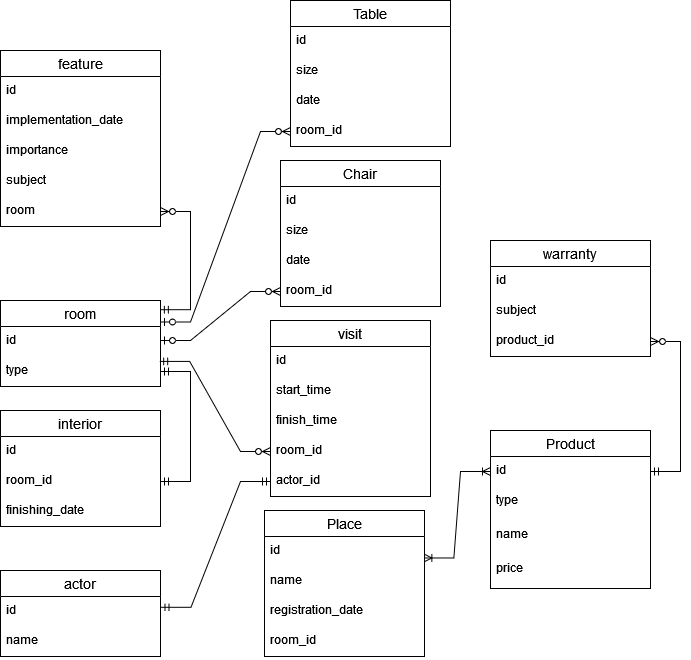 Table
id
size
date
room_id
feature
id
implementation_date
importance
subject
room
Chair
id
size
date
room_id
warranty
id
subject
product_id
room
id
type
visit
id
start_time
finish_time
room_id
actor_id
interior
id
room_id
finishing_date
Product
id
type
name
price
Place
id
name
registration_date
room_id
actor
id
name